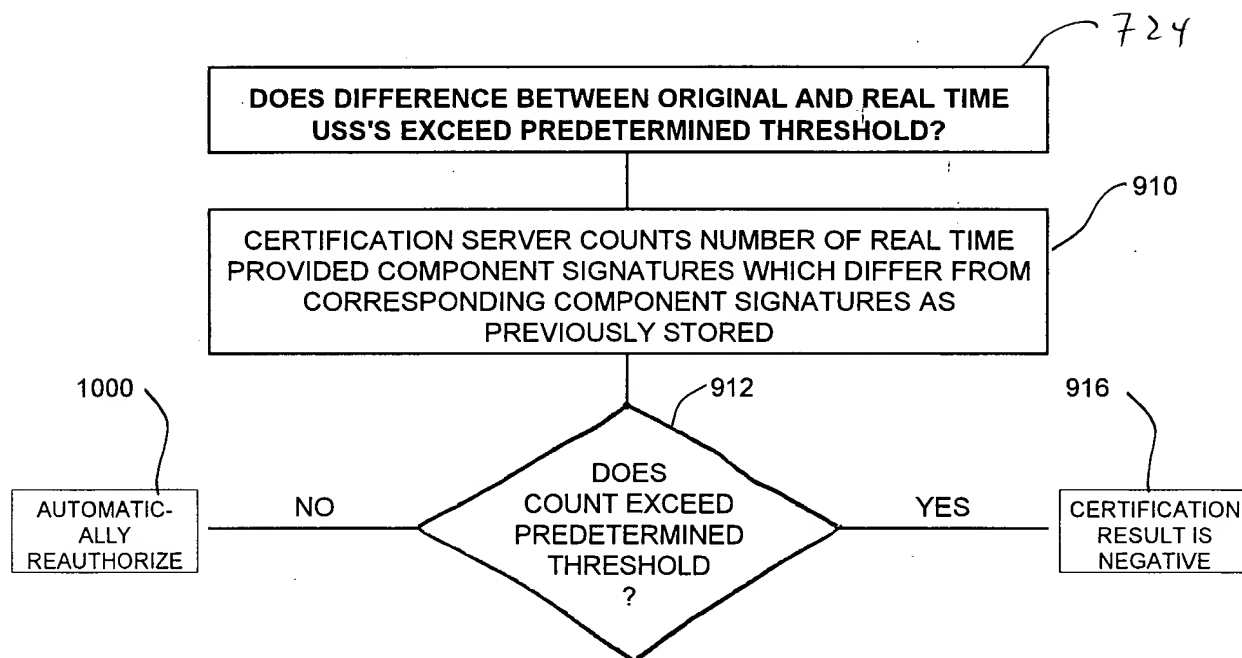 724
DOES DIFFERENCE BETWEEN ORIGINAL AND REAL TIME
USS'S EXCEED PREDETERMINED THRESHOLD?
910
CERTIFICATION SERVER COUNTS NUMBER OF REAL TIME
PROVIDED COMPONENT SIGNATURES WHICH DIFFER FROM
CORRESPONDING COMPONENT SIGNATURES AS
PREVIOUSLY STORED
1000
912
916
DOES
COUNT EXCEED
PREDETERMINED
THRESHOLD
?
NO
YES
AUTOMATIC-
ALLY
REAUTHORIZE
CERTIFICATION
RESULT IS
NEGATIVE